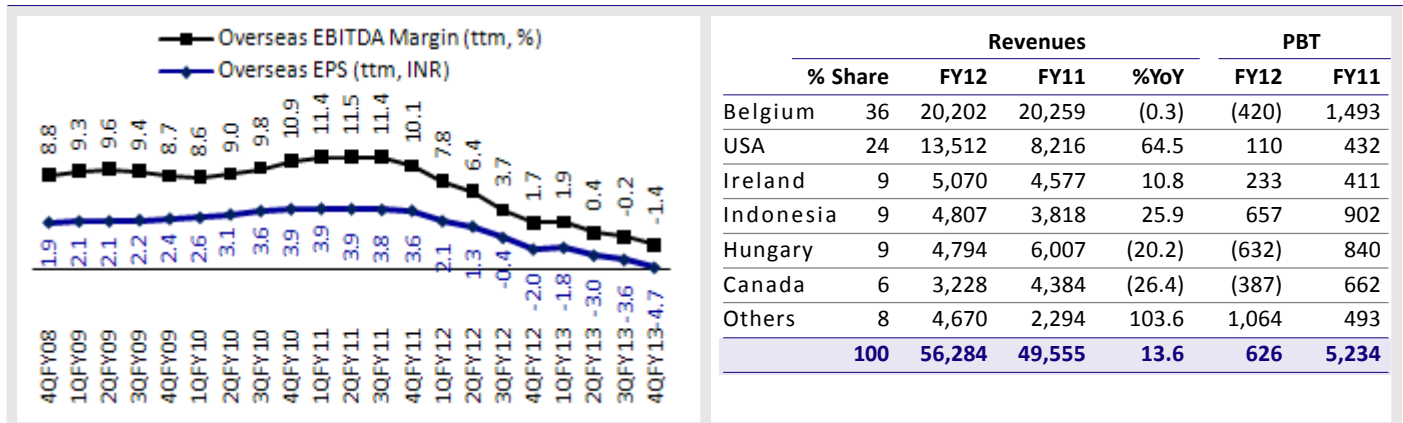 Overseas EBITDA Margin (ttm, %)
Overseas EPS (ttm, INR)
8.8 9.3 9.6 9.4 8.7 8.6 9.0 9.8 10.9 11.4 11.5 11.4 10.1 7.8 6.4 3.7 1.7 1.9 0.4 -0.2 -1.4
1.9 2.1 2.1 2.2 2.4 2.6 3.1 3.6 3.9 3.9 3.9 3.8 3.6 2.1 1.3 -0.4 -2.0 -1.8 -3.0 -3.6 -4.7
4QFY08 1QFY09 2QFY09 3QFY09 4QFY09 1QFY10 2QFY10 3QFY10 4QFY10 1QFY11 2QFY11 3QFY11 4QFY11 1QFY12 2QFY12 3QFY12 4QFY12 1QFY13 2QFY13 3QFY13 4QFY13
Revenues PBT
% Share FY12 FY11 %YoY FY12 FY11
Belgium 36 20,202 20,259 (0.3) (420) 1,493
USA 24 13,512 8,216 64.5 110 432
Ireland 9 5,070 4,577 10.8 233 411
Indonesia 9 4,807 3,818 25.9 657 902
Hungary 9 4,794 6,007 (20.2) (632) 840
Canada 6 3,228 4,384 (26.4) (387) 662
Others 8 4,670 2,294 103.6 1,064 493
100 56,284 49,555 13.6 626 5,234